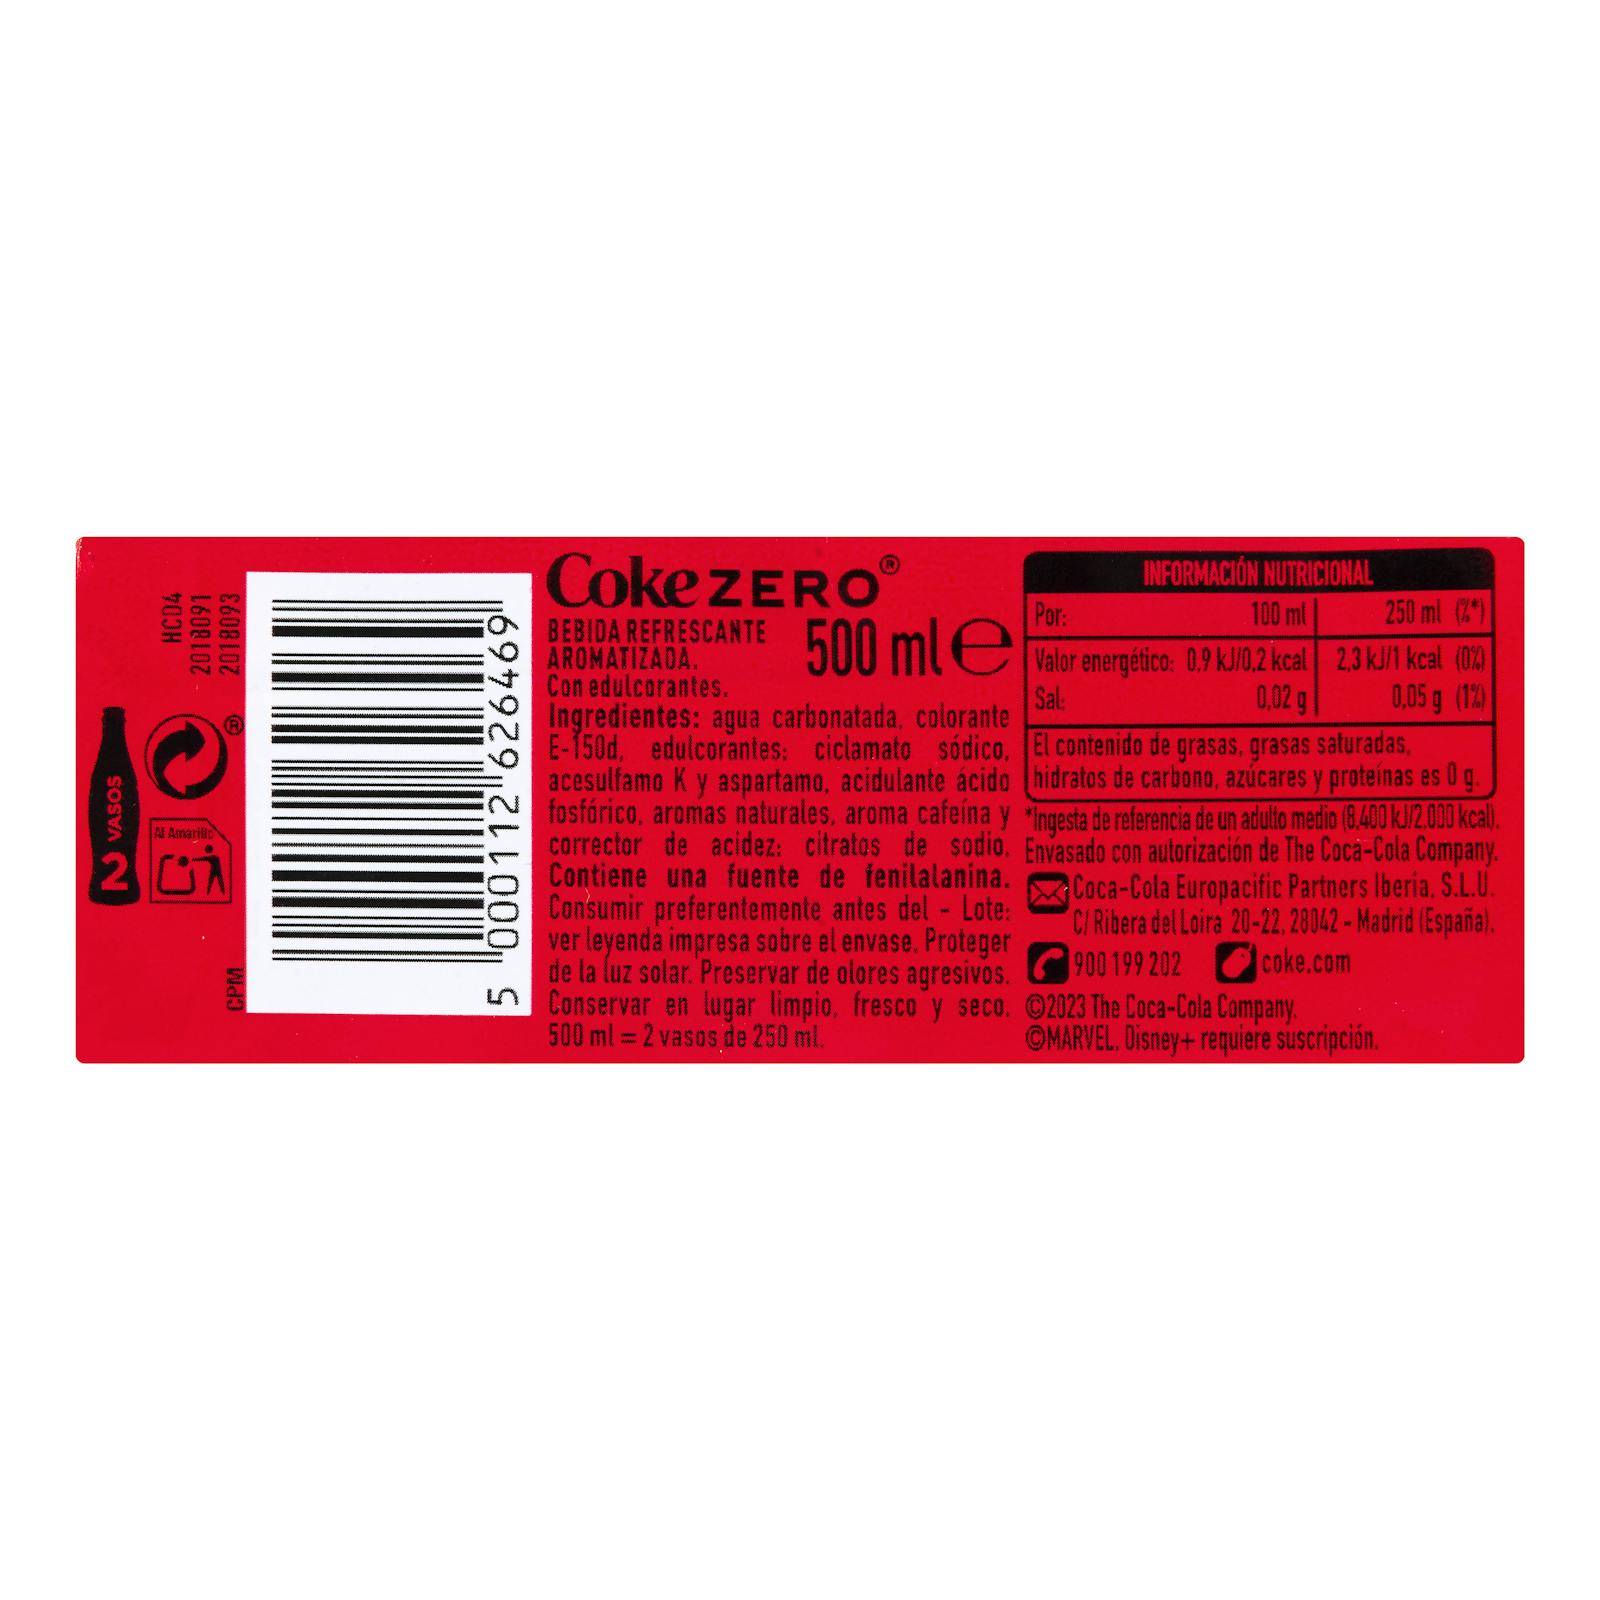 HCD4
2018091
2018093
®
2 VASOS
Al Amarillo
CPM
5 000112 626469
Coke ZERO®
BEBIDA REFRESCANTE
AROMATIZADA.
500 ml e
Con edulcorantes.
Ingredientes: agua carbonatada, colorante
E-150d, edulcorantes: ciclamato sódico,
acesulfamo K y aspartamo, acidulante ácido
fosfórico, aromas naturales, aroma cafeína y
corrector de acidez: citratos de sodio.
Contiene una fuente de fenilalanina.
Consumir preferentemente antes del - Lote:
ver leyenda impresa sobre el envase. Proteger
de la luz solar. Preservar de olores agresivos.
Conservar en lugar limpio, fresco y seco.
500 ml = 2 vasos de 250 ml.
INFORMACIÓN NUTRICIONAL
Por: 100 ml 250 ml (%*)
Valor energético: 0,9 kJ/0,2 kcal 2,3 kJ/1 kcal (0%)
Sal: 0,02 g 0,05 g (1%)
El contenido de grasas, grasas saturadas,
hidratos de carbono, azúcares y proteínas es 0 g.
*Ingesta de referencia de un adulto medio (8.400 kJ/2.000 kcal).
Envasado con autorización de The Coca-Cola Company.
Coca-Cola Europacific Partners Iberia, S.L.U.
C/ Ribera del Loira 20-22, 28042 - Madrid (España).
900 199 202 coke.com
©2023 The Coca-Cola Company.
©MARVEL. Disney+ requiere suscripción.